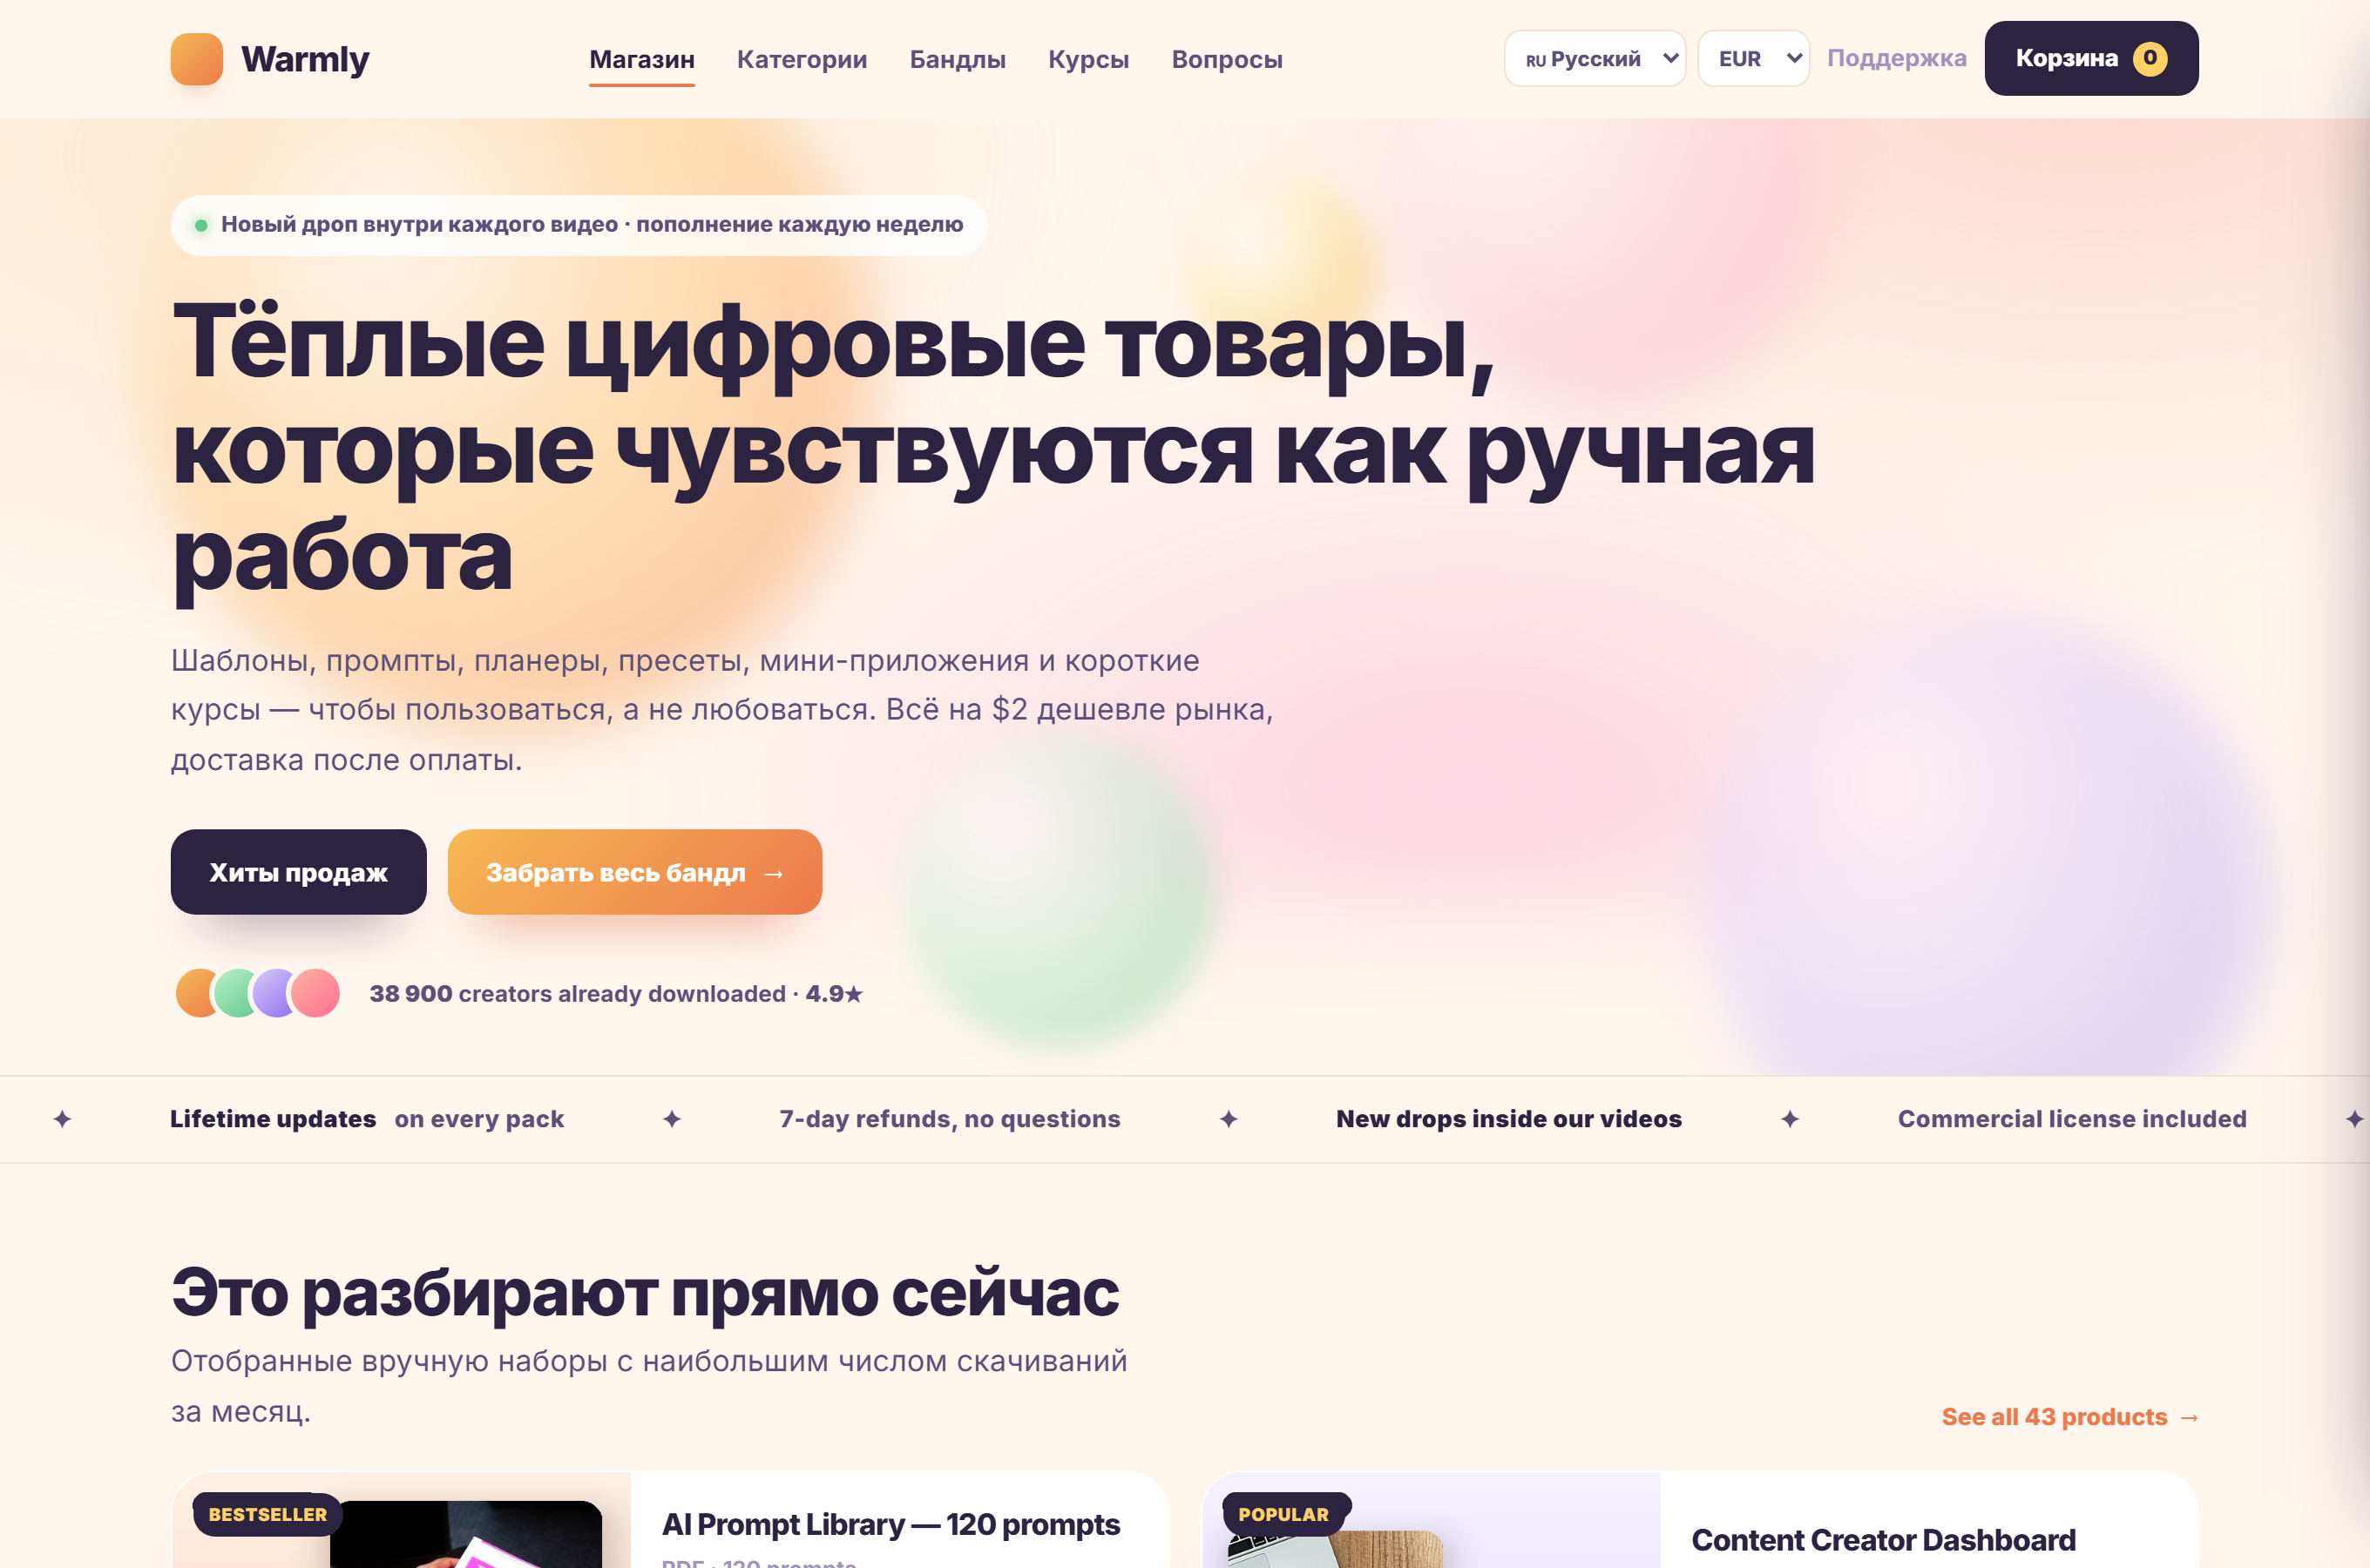 Warmly
Магазин
Категории
Бандлы
Курсы
Вопросы
RU Русский
EUR
Поддержка
Корзина 0
Новый дроп внутри каждого видео · пополнение каждую неделю
Тёплые цифровые товары,
которые чувствуются как ручная
работа
Шаблоны, промпты, планеры, пресеты, мини-приложения и короткие
курсы — чтобы пользоваться, а не любоваться. Всё на $2 дешевле рынка,
доставка после оплаты.
Хиты продаж
Забрать весь бандл →
38 900 creators already downloaded · 4.9★
✦ Lifetime updates on every pack ✦ 7-day refunds, no questions ✦ New drops inside our videos ✦ Commercial license included ✦
Это разбирают прямо сейчас
Отобранные вручную наборы с наибольшим числом скачиваний
за месяц.
See all 43 products →
BESTSELLER
AI Prompt Library — 120 prompts
PDF · 120 prompts
POPULAR
Content Creator Dashboard